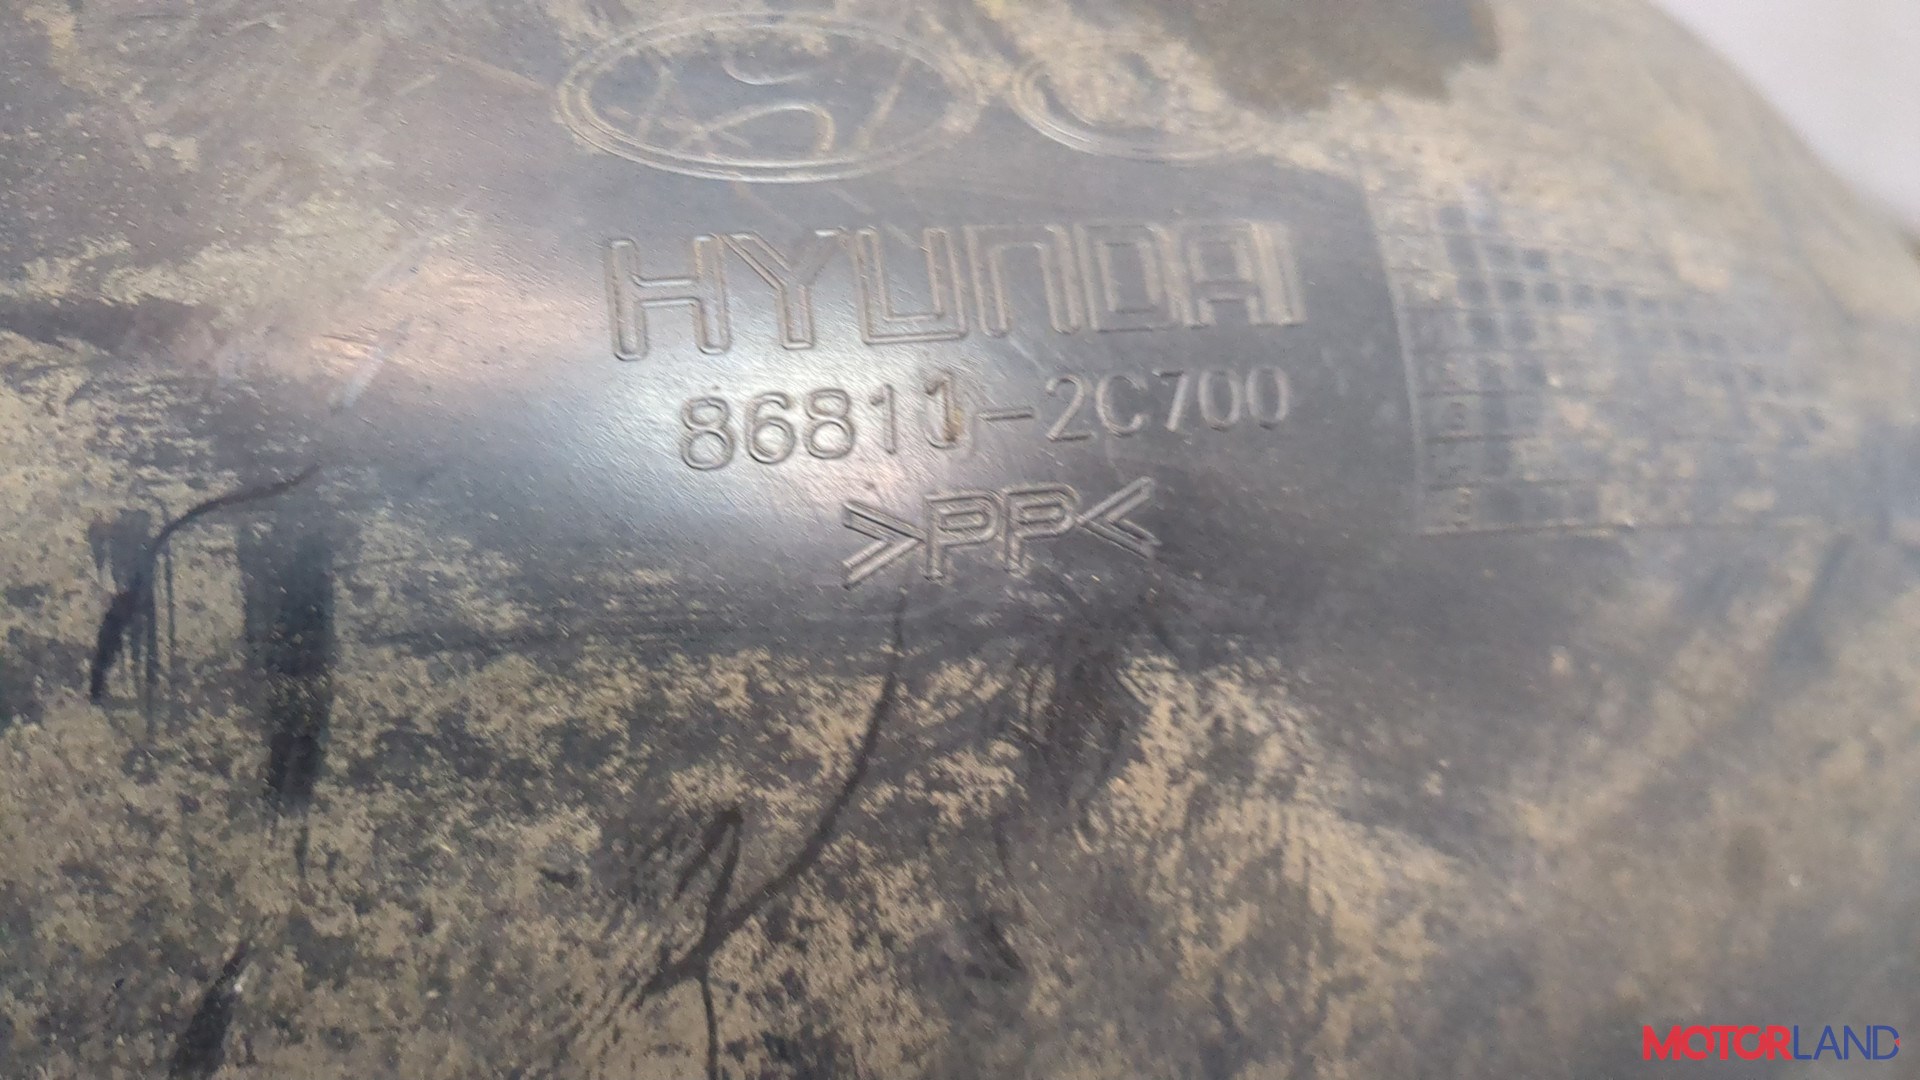 HYUNDAI
86811-2C700
>PP<
MOTORLAND